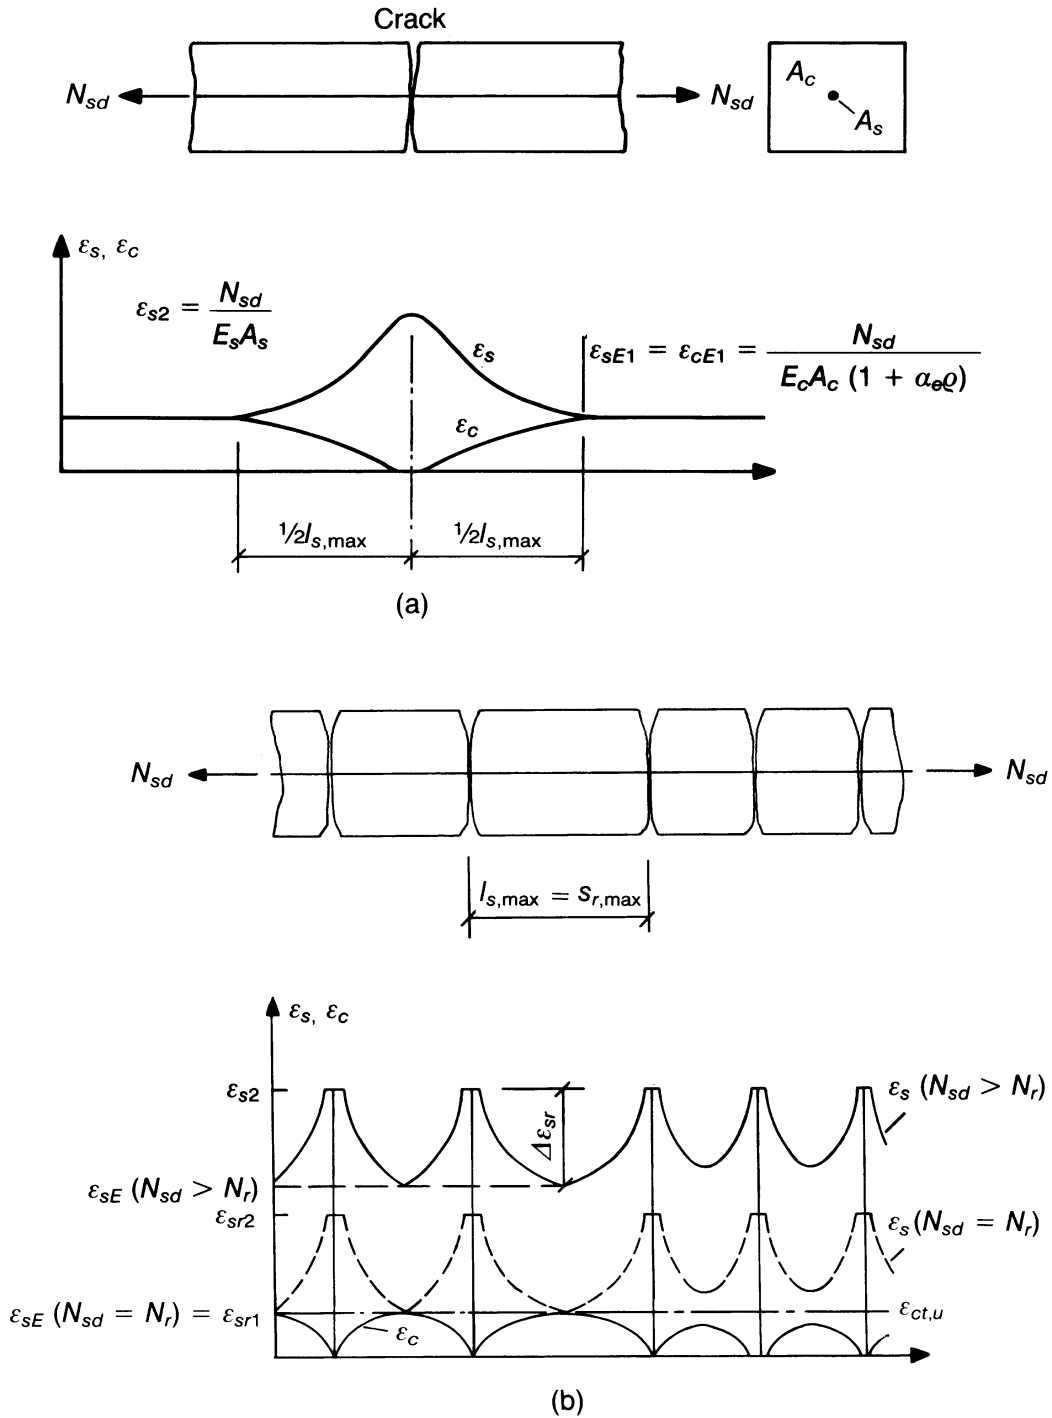 Crack
N_sd
N_sd
A_c
A_s
ε_s, ε_c
ε_s2 = N_sd / E_sA_s
ε_s
ε_sE1 = ε_cE1 = N_sd / E_cA_c (1 + α_eϱ)
ε_c
½l_s,max
½l_s,max
(a)
N_sd
N_sd
l_s,max = s_r,max
ε_s, ε_c
ε_s2
Δε_sr
ε_s (N_sd > N_r)
ε_sE (N_sd > N_r)
ε_sr2
ε_s (N_sd = N_r)
ε_sE (N_sd = N_r) = ε_sr1
ε_c
ε_ct,u
(b)